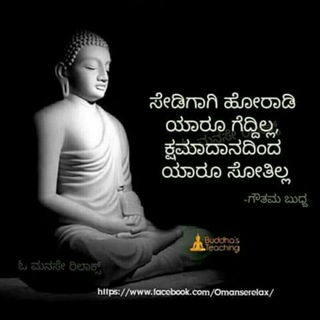 ಸೇಡಿಗಾಗಿ ಹೋರಾಡಿ
ಯಾರೂ ಗೆದ್ದಿಲ್ಲ,
ಕ್ಷಮಾದಾನದಿಂದ
ಯಾರೂ ಸೋತಿಲ್ಲ
-ಗೌತಮ ಬುದ್ಧ
Buddha's
Teaching
ಓ ಮನಸೇ ರಿಲಾಕ್ಸ್
https://www.facebook.com/Omanserelax/